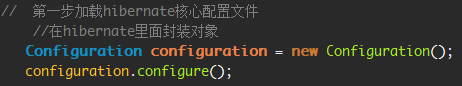 //  第一步加载hibernate核心配置文件
//在hibernate里面封装对象
Configuration configuration = new Configuration();
configuration.configure();